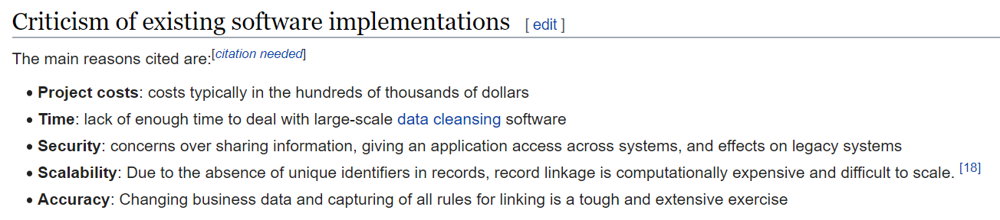 Criticism of existing software implementations [ edit ]
The main reasons cited are:[citation needed]
• Project costs: costs typically in the hundreds of thousands of dollars
• Time: lack of enough time to deal with large-scale data cleansing software
• Security: concerns over sharing information, giving an application access across systems, and effects on legacy systems
• Scalability: Due to the absence of unique identifiers in records, record linkage is computationally expensive and difficult to scale. [18]
• Accuracy: Changing business data and capturing of all rules for linking is a tough and extensive exercise